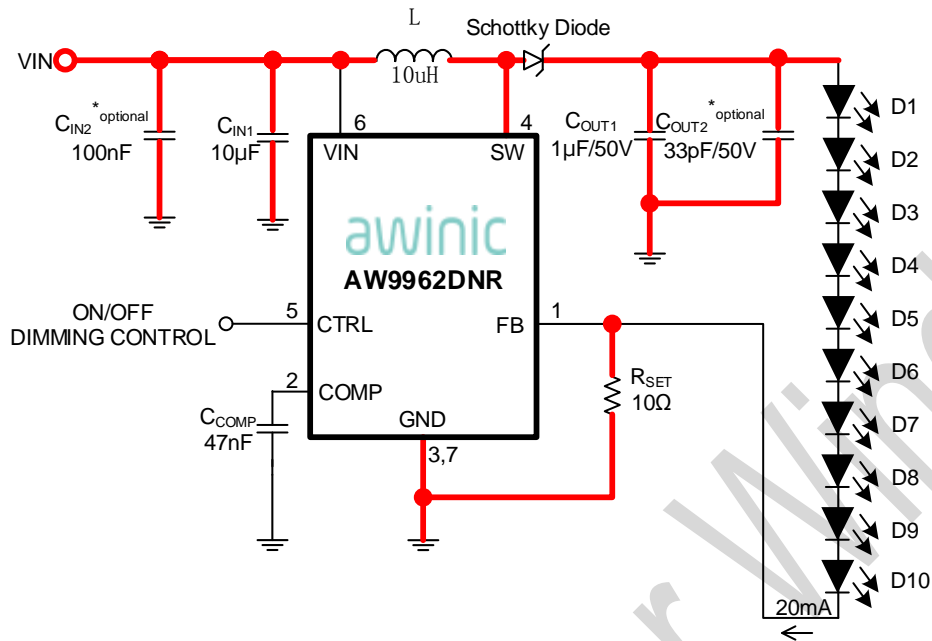 L
Schottky Diode
VIN
10uH
CIN2 *optional
100nF
CIN1
10µF
6
4
VIN
SW
COUT1
1µF/50V
COUT2 *optional
33pF/50V
D1
D2
D3
D4
D5
D6
D7
D8
D9
D10
awinic
AW9962DNR
ON/OFF
DIMMING CONTROL
5
CTRL
FB
1
2
COMP
CCOMP
47nF
GND
3,7
RSET
10Ω
20mA